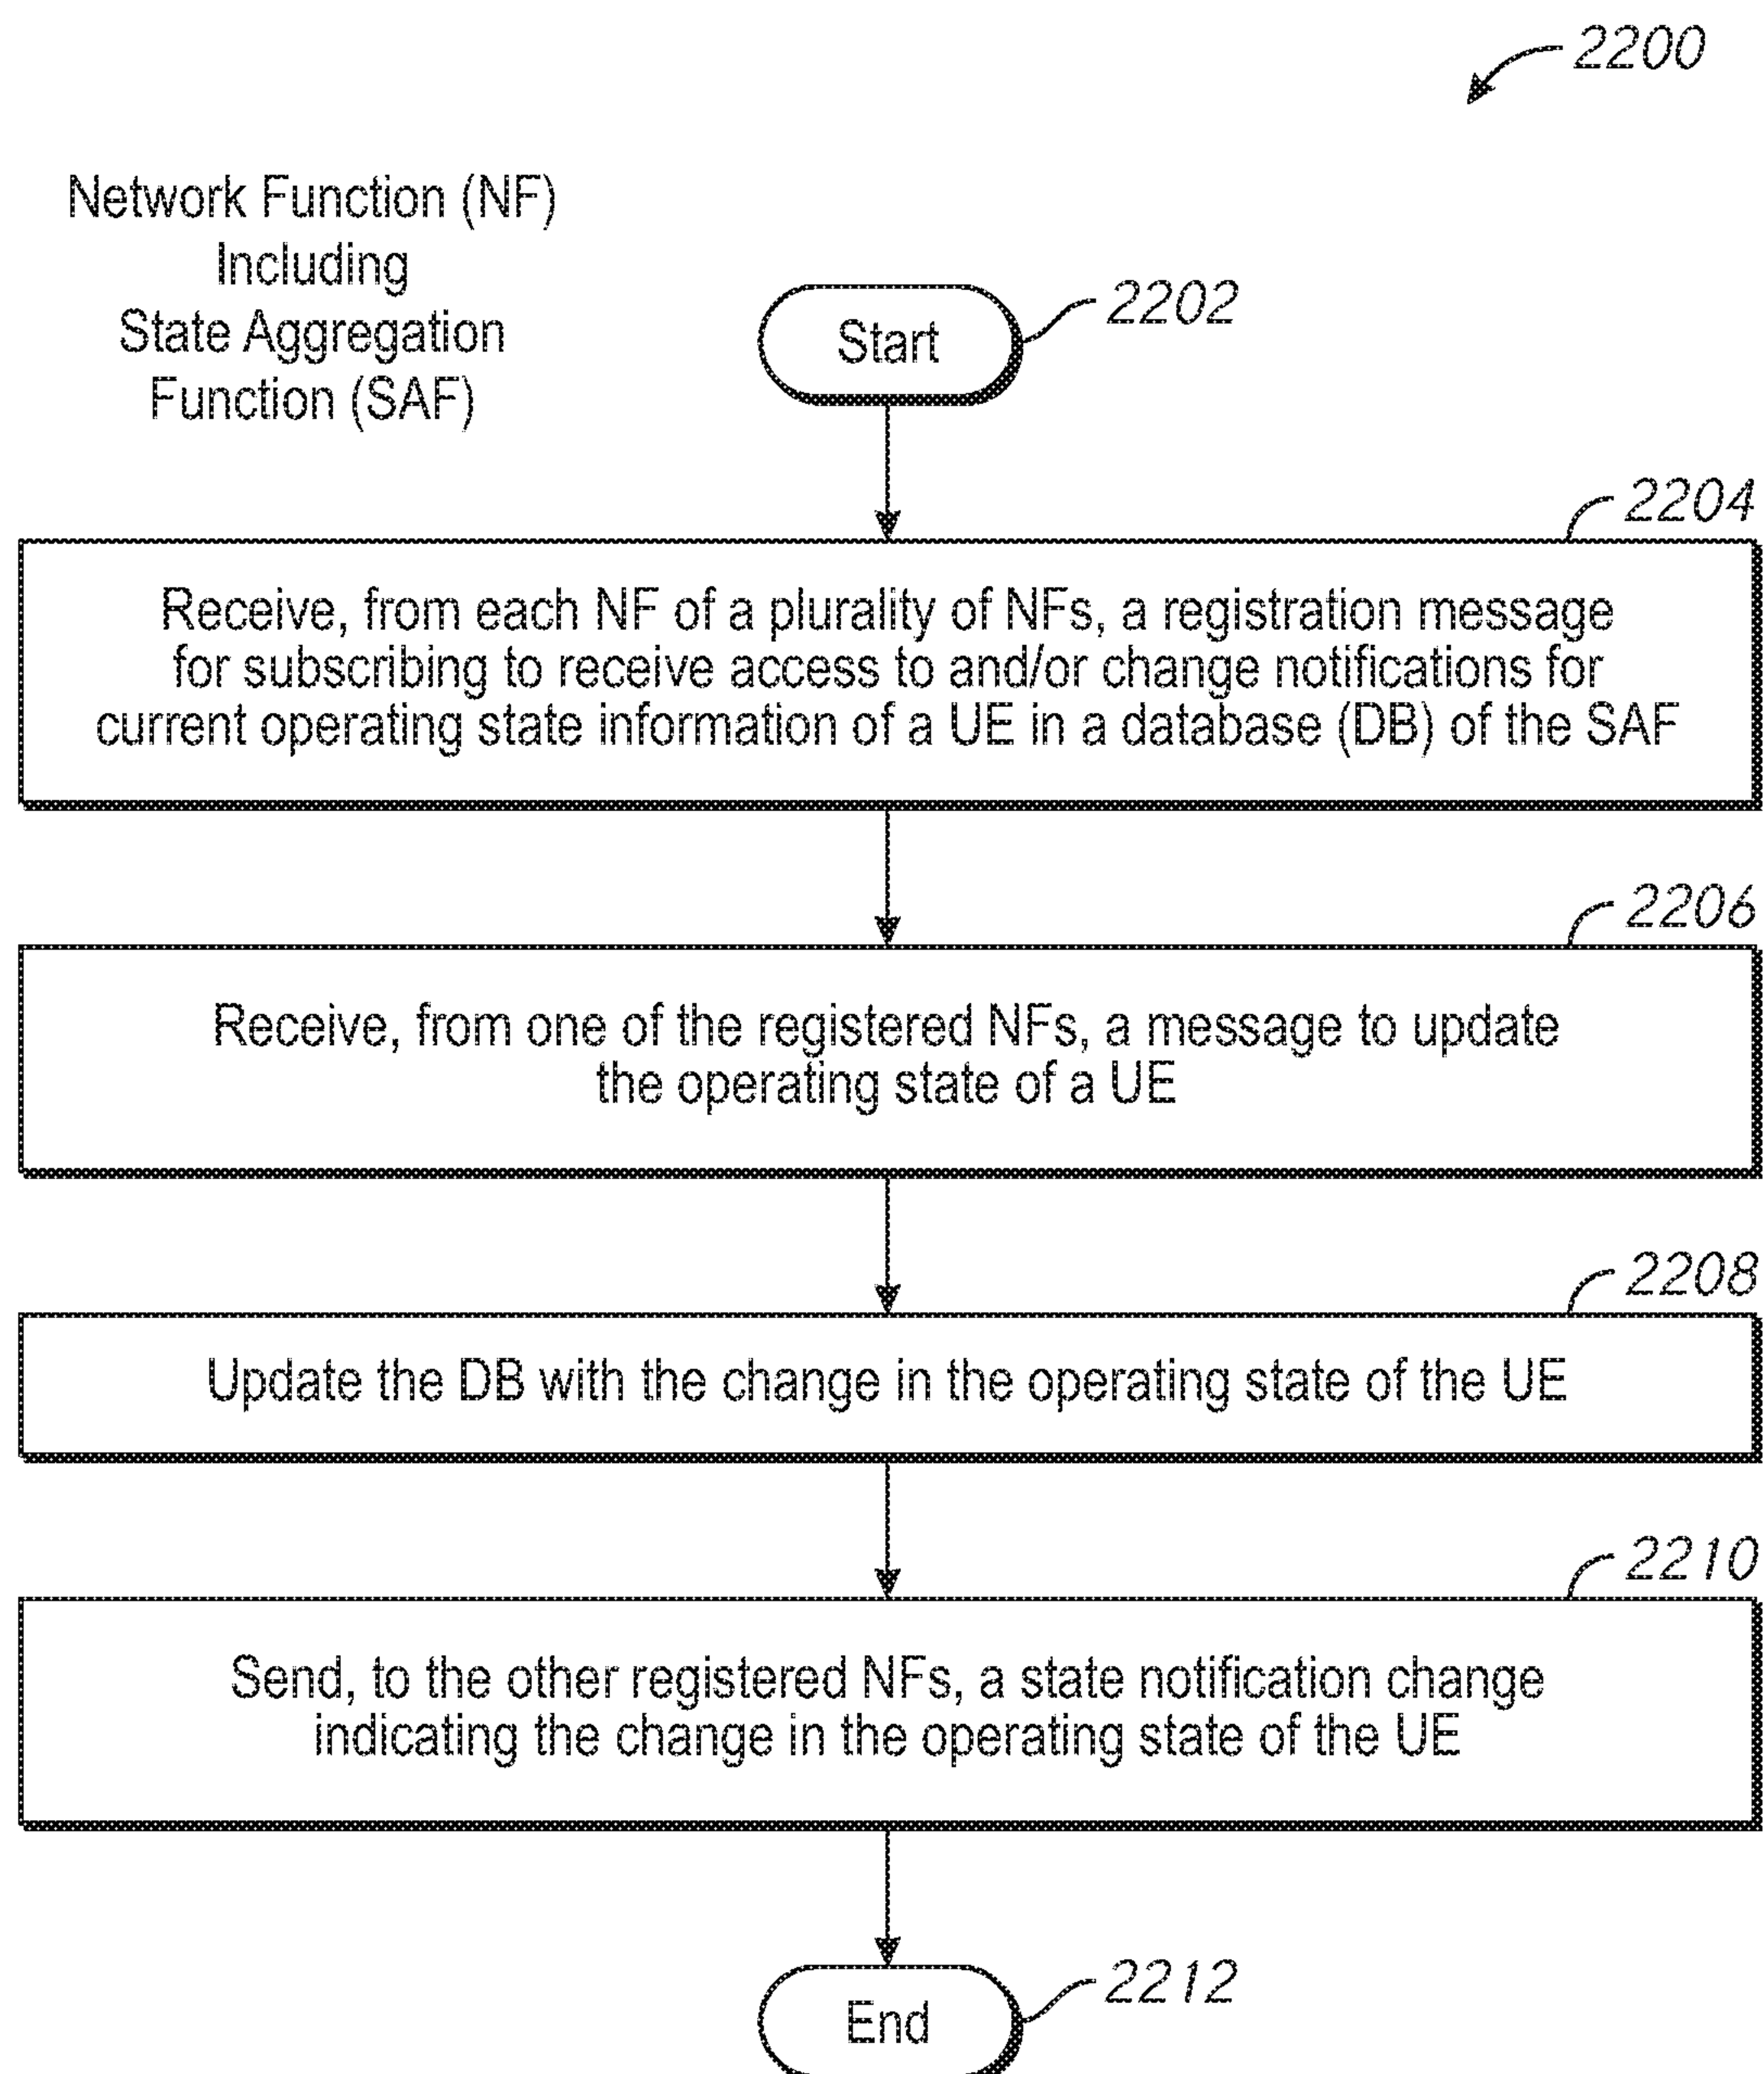 2200
Network Function (NF)
Including
State Aggregation
Function (SAF)
Start
2202
2204
Receive, from each NF of a plurality of NFs, a registration message
for subscribing to receive access to and/or change notifications for
current operating state information of a UE in a database (DB) of the SAF
2206
Receive, from one of the registered NFs, a message to update
the operating state of a UE
2208
Update the DB with the change in the operating state of the UE
2210
Send, to the other registered NFs, a state notification change
indicating the change in the operating state of the UE
End
2212